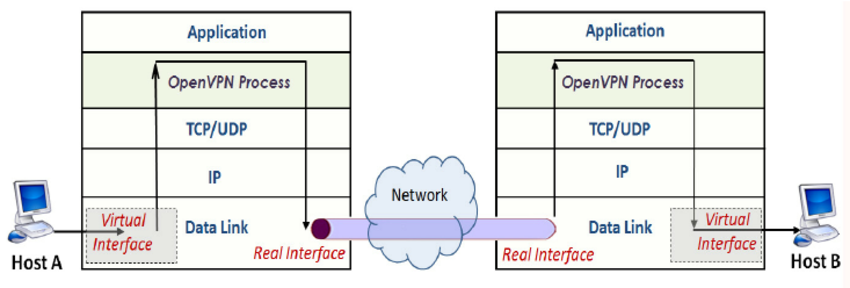 Application
OpenVPN Process
TCP/UDP
IP
Virtual
Interface
Data Link
Real Interface
Host A
Network
Application
OpenVPN Process
TCP/UDP
IP
Data Link
Virtual
Interface
Real Interface
Host B